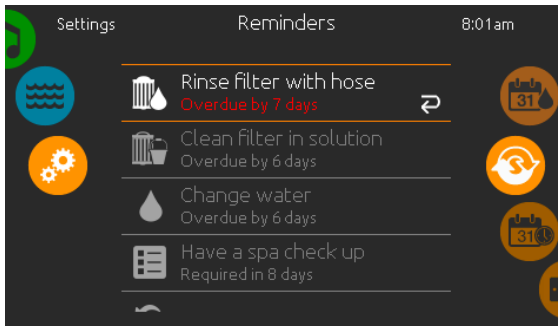 Settings
Reminders
8:01am
Rinse filter with hose
Overdue by 7 days
31
Clean filter in solution
Overdue by 6 days
Change water
Overdue by 6 days
31
Have a spa check up
Required in 8 days